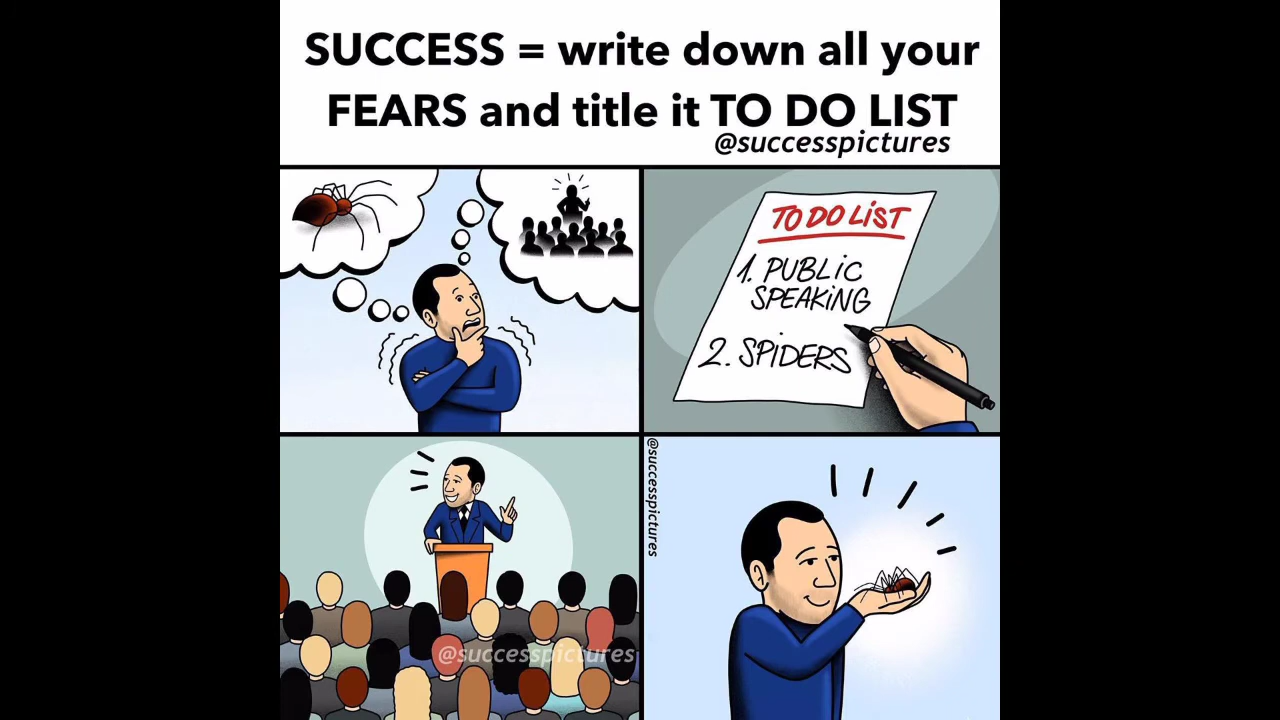 SUCCESS = write down all your
FEARS and title it TO DO LIST
@successpictures
TO DO LiST
1. PUBLiC
SPEAKiNG
2. SPiDERS
@successpictures
@successpictures